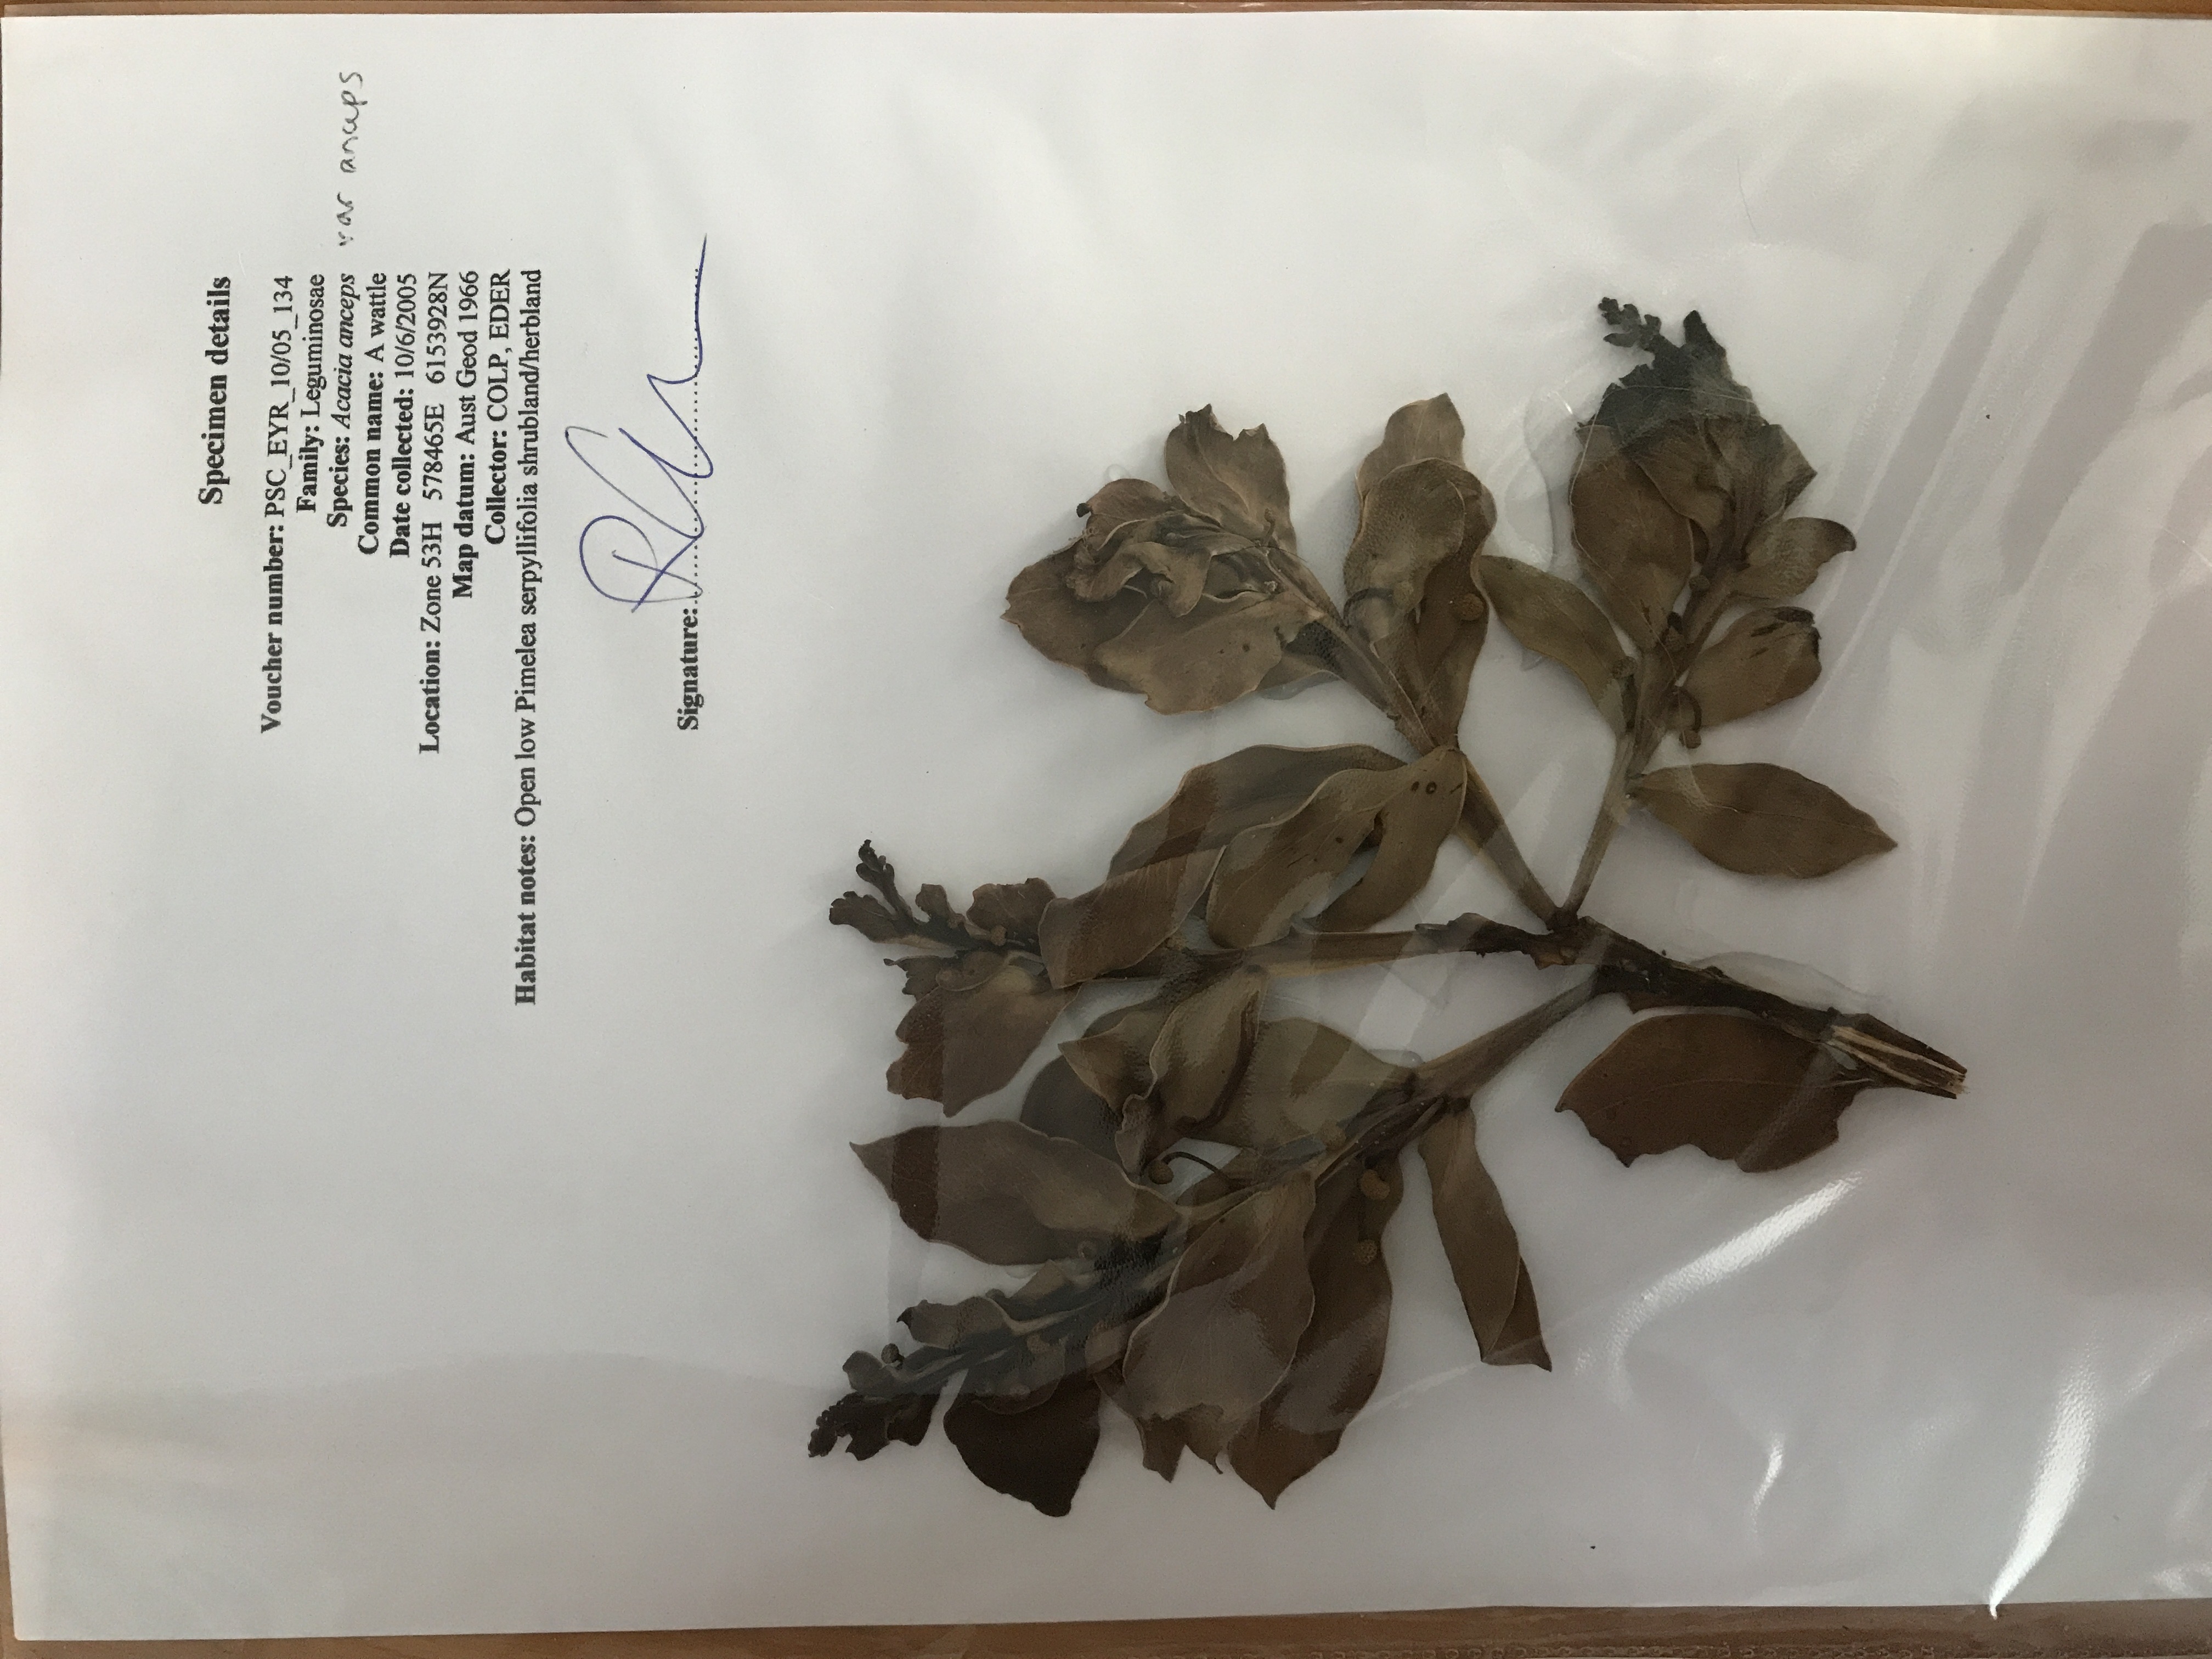 Specimen details
Voucher number: PSC_EYR_10/05_134
Family: Leguminosae
Species: Acacia anceps var anceps
Common name: A wattle
Date collected: 10/6/2005
Location: Zone 53H 578465E 6153928N
Map datum: Aust Geod 1966
Collector: COLP, EDER
Habitat notes: Open low Pimelea serpyllifolia shrubland/herbland
Signature: